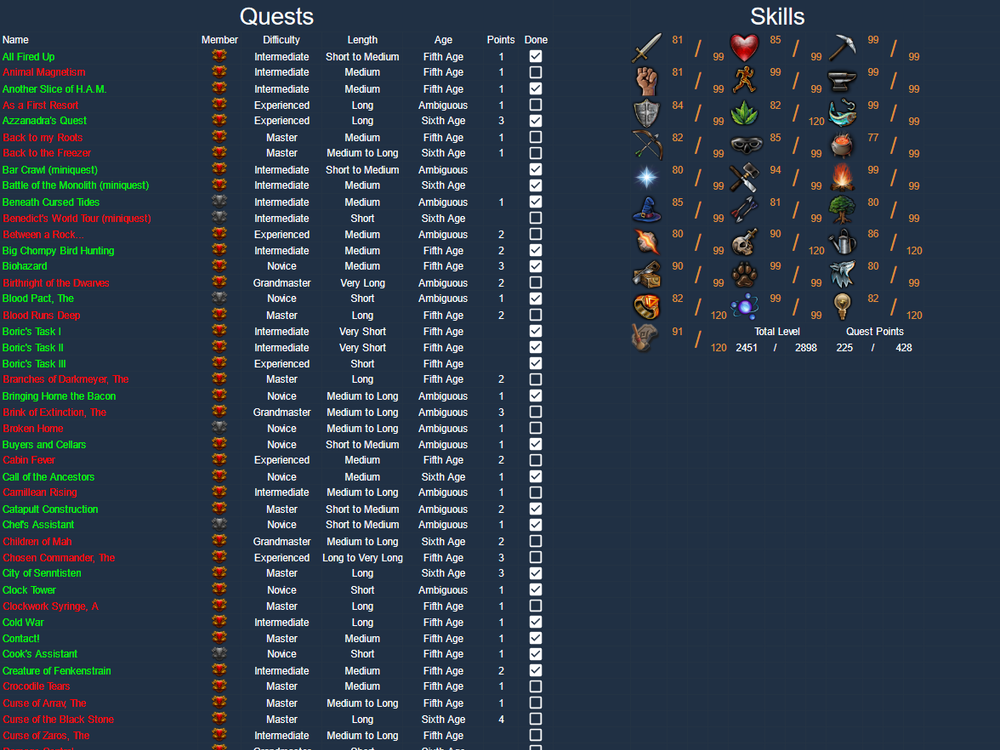 Quests
Name Member Difficulty Length Age Points Done
All Fired Up Intermediate Short to Medium Fifth Age 1
Animal Magnetism Intermediate Medium Fifth Age 1
Another Slice of H.A.M. Intermediate Medium Fifth Age 1
As a First Resort Experienced Long Ambiguous 1
Azzanadra's Quest Experienced Long Sixth Age 3
Back to my Roots Master Medium Fifth Age 1
Back to the Freezer Master Medium to Long Sixth Age 1
Bar Crawl (miniquest) Intermediate Short to Medium Ambiguous
Battle of the Monolith (miniquest) Intermediate Medium Sixth Age
Beneath Cursed Tides Intermediate Medium Ambiguous 1
Benedict's World Tour (miniquest) Intermediate Short Sixth Age
Between a Rock... Experienced Medium Ambiguous 2
Big Chompy Bird Hunting Intermediate Medium Fifth Age 2
Biohazard Novice Medium Fifth Age 3
Birthright of the Dwarves Grandmaster Very Long Ambiguous 2
Blood Pact, The Novice Short Ambiguous 1
Blood Runs Deep Master Long Fifth Age 2
Boric's Task I Intermediate Very Short Fifth Age
Boric's Task II Intermediate Very Short Fifth Age
Boric's Task III Experienced Short Fifth Age
Branches of Darkmeyer, The Master Long Fifth Age 2
Bringing Home the Bacon Novice Medium to Long Ambiguous 1
Brink of Extinction, The Grandmaster Medium to Long Ambiguous 3
Broken Home Novice Medium to Long Ambiguous 1
Buyers and Cellars Novice Short to Medium Ambiguous 1
Cabin Fever Experienced Medium Fifth Age 2
Call of the Ancestors Novice Medium Sixth Age 1
Carnillean Rising Intermediate Medium to Long Ambiguous 1
Catapult Construction Master Short to Medium Ambiguous 2
Chef's Assistant Novice Short to Medium Ambiguous 1
Children of Mah Grandmaster Medium to Long Sixth Age 2
Chosen Commander, The Experienced Long to Very Long Fifth Age 3
City of Senntisten Master Long Sixth Age 3
Clock Tower Novice Short Ambiguous 1
Clockwork Syringe, A Master Long Fifth Age 1
Cold War Intermediate Long Fifth Age 1
Contact! Master Medium Fifth Age 1
Cook's Assistant Novice Short Fifth Age 1
Creature of Fenkenstrain Intermediate Medium Fifth Age 2
Crocodile Tears Master Medium Fifth Age 1
Curse of Arrav, The Master Medium to Long Fifth Age 1
Curse of the Black Stone Master Long Sixth Age 4
Curse of Zaros, The Intermediate Medium to Long Fifth Age
Skills
81 / 99 85 / 99 99 / 99
81 / 99 99 / 99 99 / 99
84 / 99 82 / 120 99 / 99
82 / 99 85 / 99 77 / 99
80 / 99 94 / 99 99 / 99
85 / 99 81 / 99 80 / 99
80 / 99 90 / 120 86 / 120
90 / 99 99 / 99 80 / 99
82 / 120 99 / 99 82 / 120
91 / 120 Total Level Quest Points
2451 / 2898 225 / 428